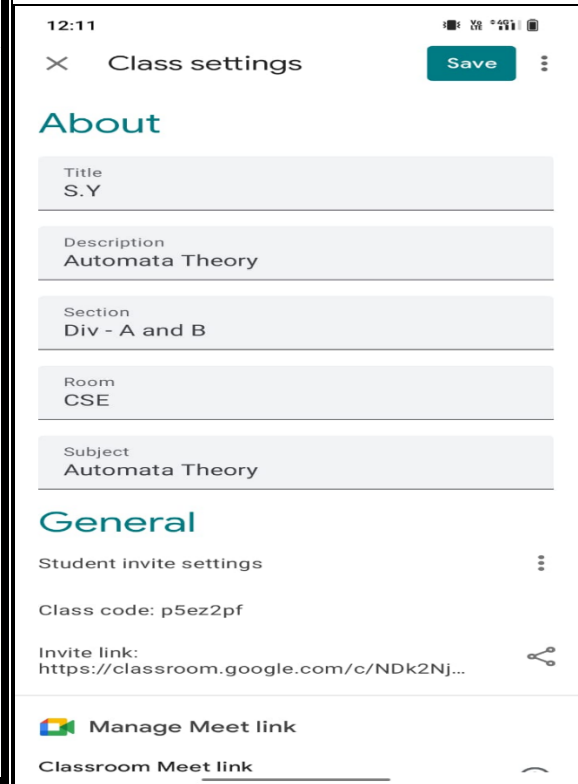 12:11
Class settings
Save
About
Title
S.Y
Description
Automata Theory
Section
Div - A and B
Room
CSE
Subject
Automata Theory
General
Student invite settings
Class code: p5ez2pf
Invite link:
https://classroom.google.com/c/NDk2Nj...
Manage Meet link
Classroom Meet link